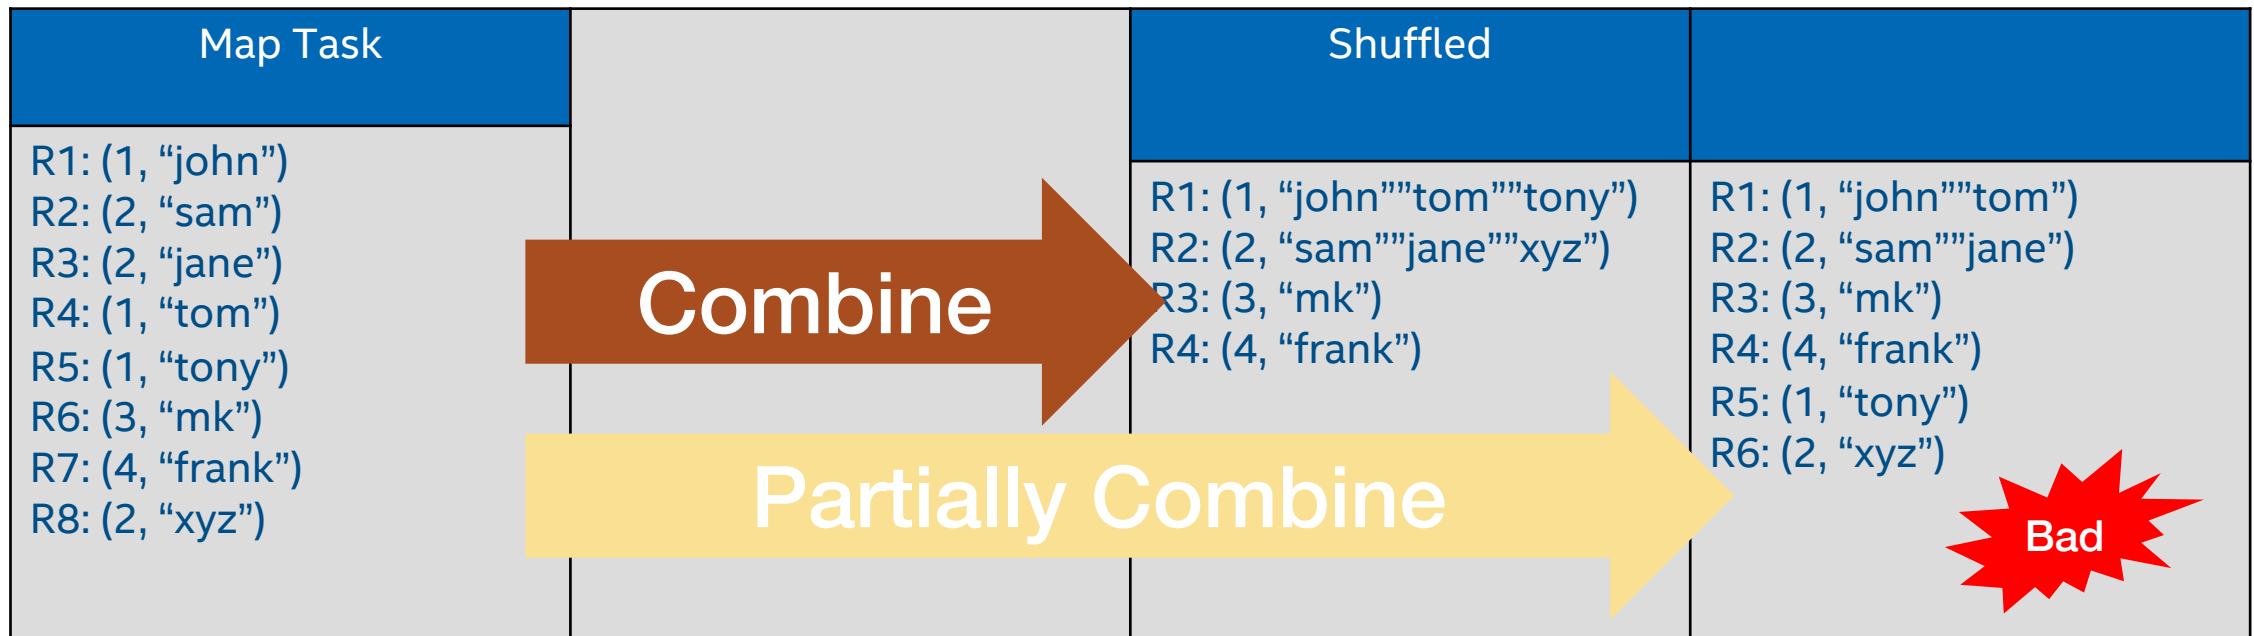 Map Task
R1: (1, “john”)
R2: (2, “sam”)
R3: (2, “jane”)
R4: (1, “tom”)
R5: (1, “tony”)
R6: (3, “mk”)
R7: (4, “frank”)
R8: (2, “xyz”)
Combine
Partially Combine
Shuffled
R1: (1, “john””tom””tony”)
R2: (2, “sam””jane””xyz”)
R3: (3, “mk”)
R4: (4, “frank”)
R1: (1, “john””tom”)
R2: (2, “sam””jane”)
R3: (3, “mk”)
R4: (4, “frank”)
R5: (1, “tony”)
R6: (2, “xyz”)
Bad